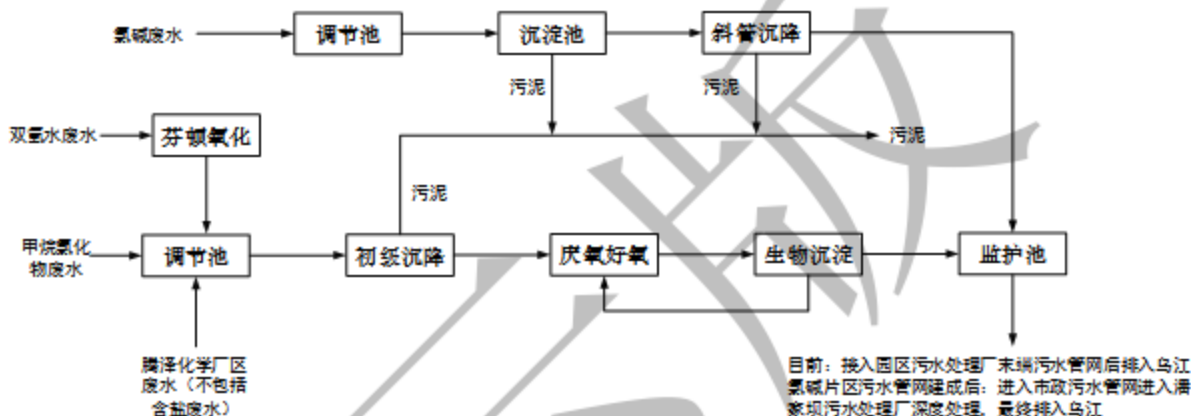 氯碱废水
调节池
沉淀池
斜管沉降
污泥
污泥
双氧水废水
芬顿氧化
污泥
污泥
甲烷氯化
物废水
调节池
初级沉降
厌氧好氧
生物沉淀
监护池
腾泽化学厂区
废水（不包括
含盐废水）
目前：接入园区污水处理厂末端污水管网后排入乌江
氯碱片区污水管网建成后：进入市政污水管网进入清
家坝污水处理厂深度处理，最终排入乌江